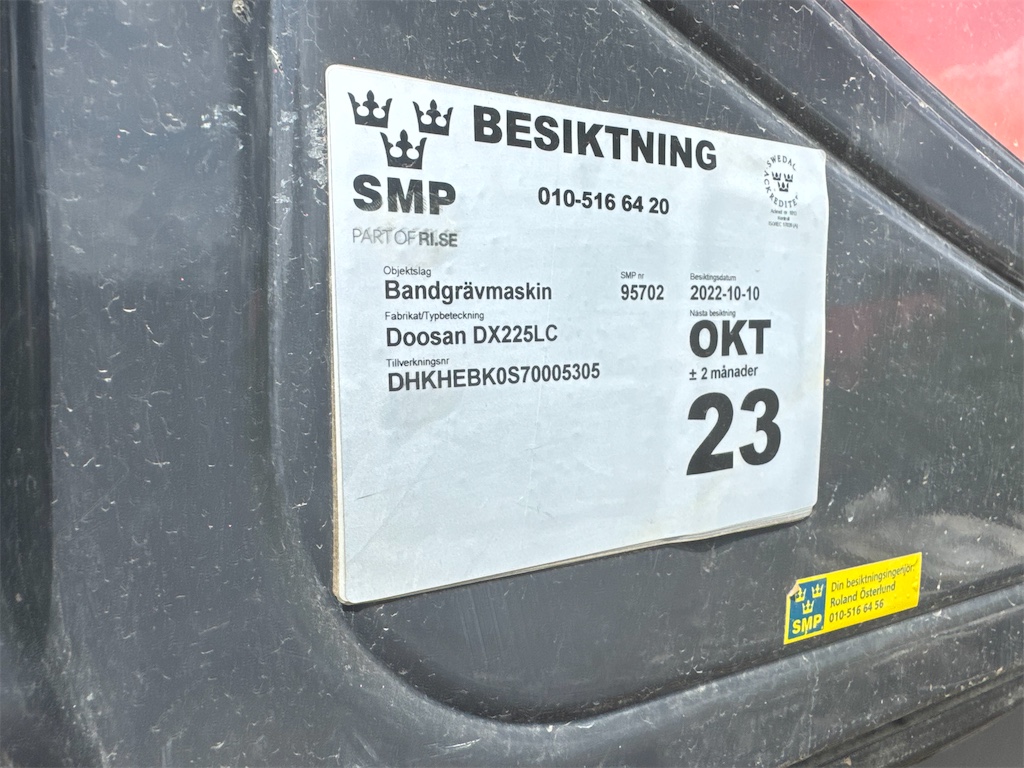 BESIKTNING
SMP
010-516 64 20
PART OF RI.SE
SWEDAC
ACKREDITERING
Objektslag
Bandgrävmaskin
SMP nr
95702
Besiktingsdatum
2022-10-10
Fabrikat/Typbeteckning
Doosan DX225LC
Nästa besiktning
OKT
± 2 månader
23
Tillverkningsnr
DHKHEBK0S70005305
SMP
Din besiktningsingenjör:
Roland Österlund
010-516 64 56